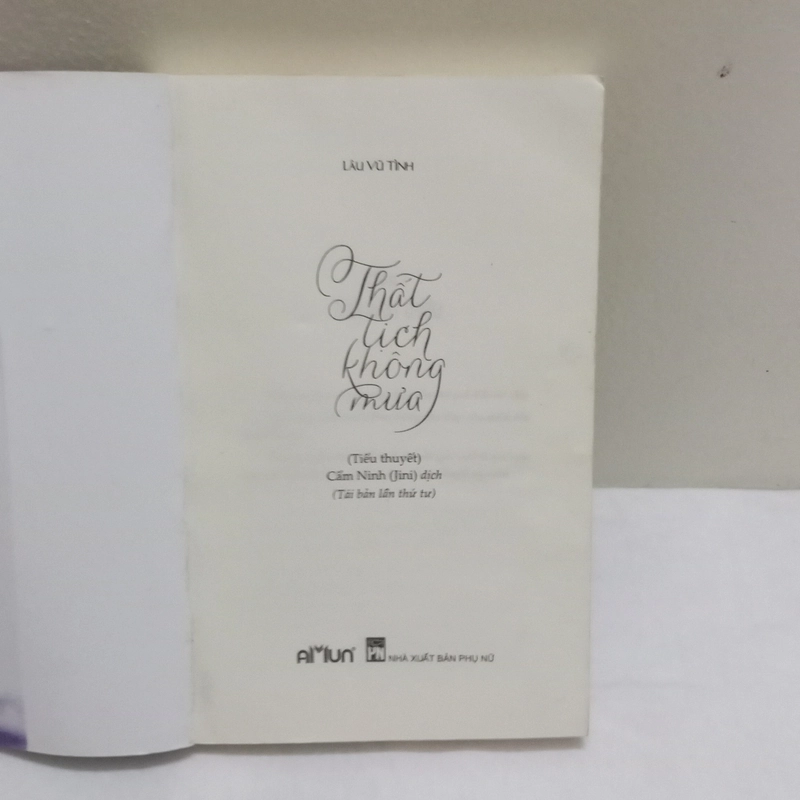 LÂU VŨ TÌNH
Thất
tịch
không
mưa
(Tiểu thuyết)
Cẩm Ninh (Jini) dịch
(Tái bản lần thứ tư)
AMUN
PN NHÀ XUẤT BẢN PHỤ NỮ